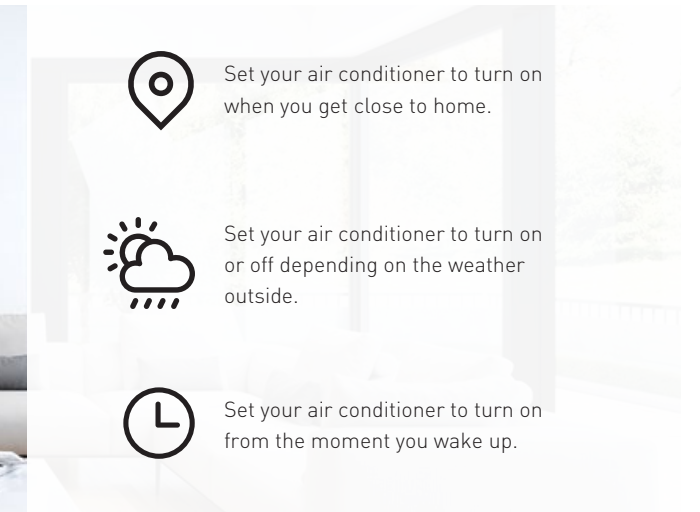 Set your air conditioner to turn on
when you get close to home.
Set your air conditioner to turn on
or off depending on the weather
outside.
Set your air conditioner to turn on
from the moment you wake up.